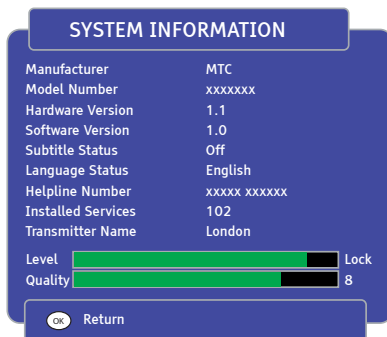 SYSTEM INFORMATION
Manufacturer MTC
Model Number xxxxxxx
Hardware Version 1.1
Software Version 1.0
Subtitle Status Off
Language Status English
Helpline Number xxxxx xxxxxx
Installed Services 102
Transmitter Name London
Level Lock
Quality 8
OK Return